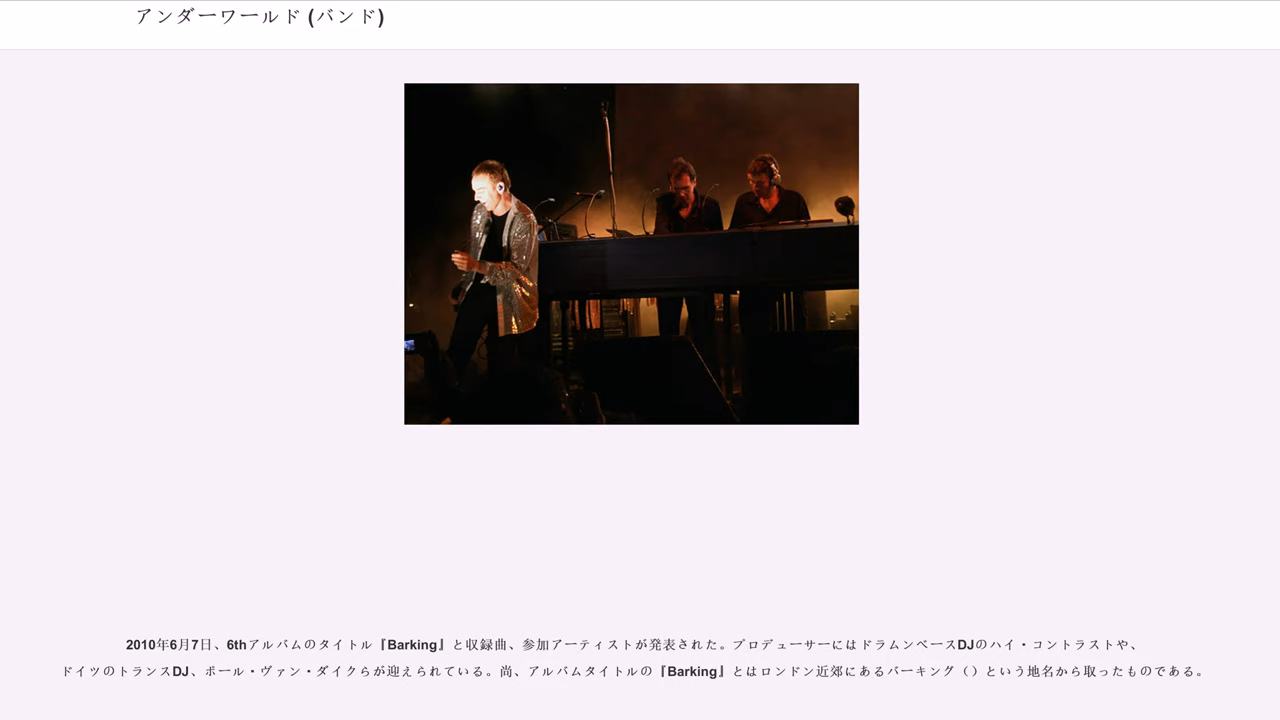 アンダーワールド (バンド)
2010年6月7日、6thアルバムのタイトル『Barking』と収録曲、参加アーティストが発表された。プロデューサーにはドラムンベースDJのハイ・コントラストや、
ドイツのトランスDJ、ポール・ヴァン・ダイクらが迎えられている。尚、アルバムタイトルの『Barking』とはロンドン近郊にあるバーキング（）という地名から取ったものである。